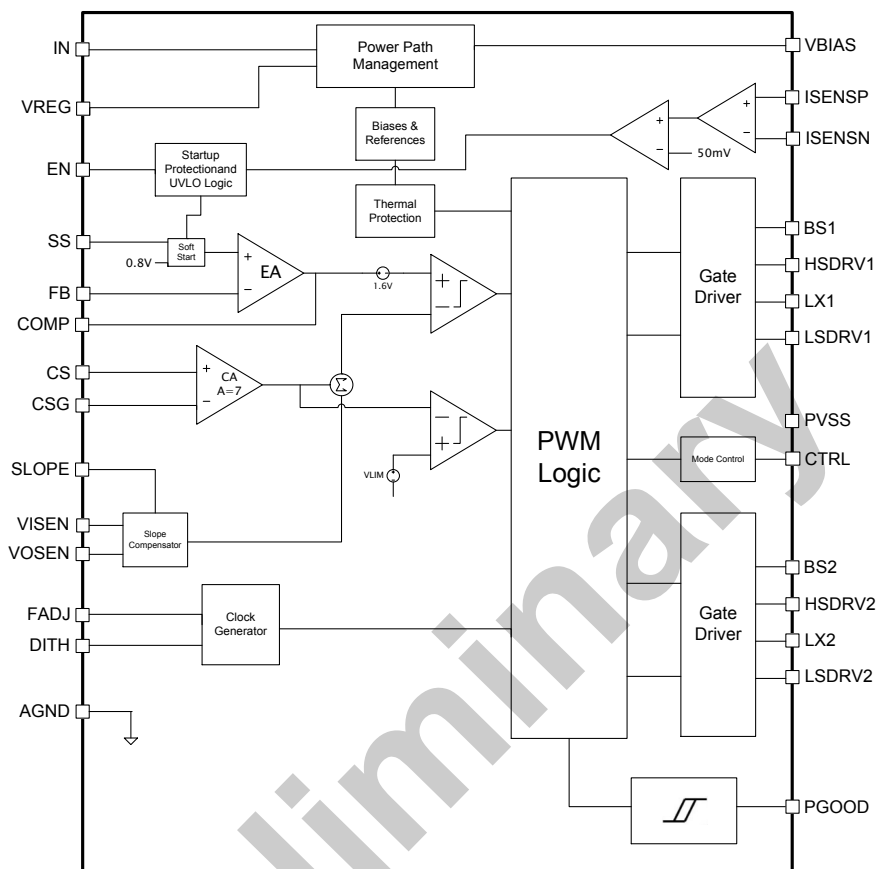 IN
VREG
EN
SS
FB
COMP
CS
CSG
SLOPE
VISEN
VOSEN
FADJ
DITH
AGND
Power Path
Management
Biases &
References
Thermal
Protection
Startup
Protectionand
UVLO Logic
Soft
Start
0.8V
+
−
EA
1.6V
+
−
+
−
CA
A=7
Σ
−
+
VLIM
Slope
Compensator
Clock
Generator
PWM
Logic
+
−
50mV
+
−
Gate
Driver
Mode Control
Gate
Driver
VBIAS
ISENSP
ISENSN
BS1
HSDRV1
LX1
LSDRV1
PVSS
CTRL
BS2
HSDRV2
LX2
LSDRV2
PGOOD
liminary